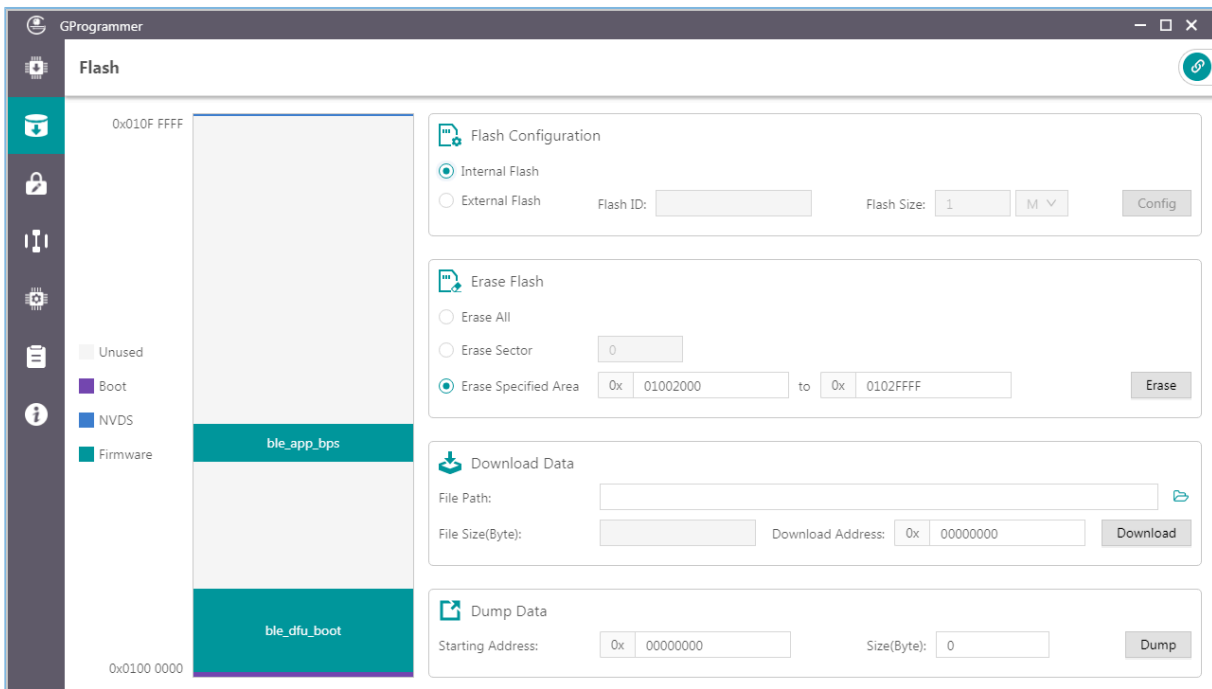 GProgrammer
Flash
0x010F FFFF
Unused
Boot
NVDS
Firmware
ble_app_bps
ble_dfu_boot
0x0100 0000
Flash Configuration
Internal Flash
External Flash Flash ID: Flash Size: 1 M Config
Erase Flash
Erase All
Erase Sector 0
Erase Specified Area 0x 01002000 to 0x 0102FFFF Erase
Download Data
File Path:
File Size(Byte): Download Address: 0x 00000000 Download
Dump Data
Starting Address: 0x 00000000 Size(Byte): 0 Dump